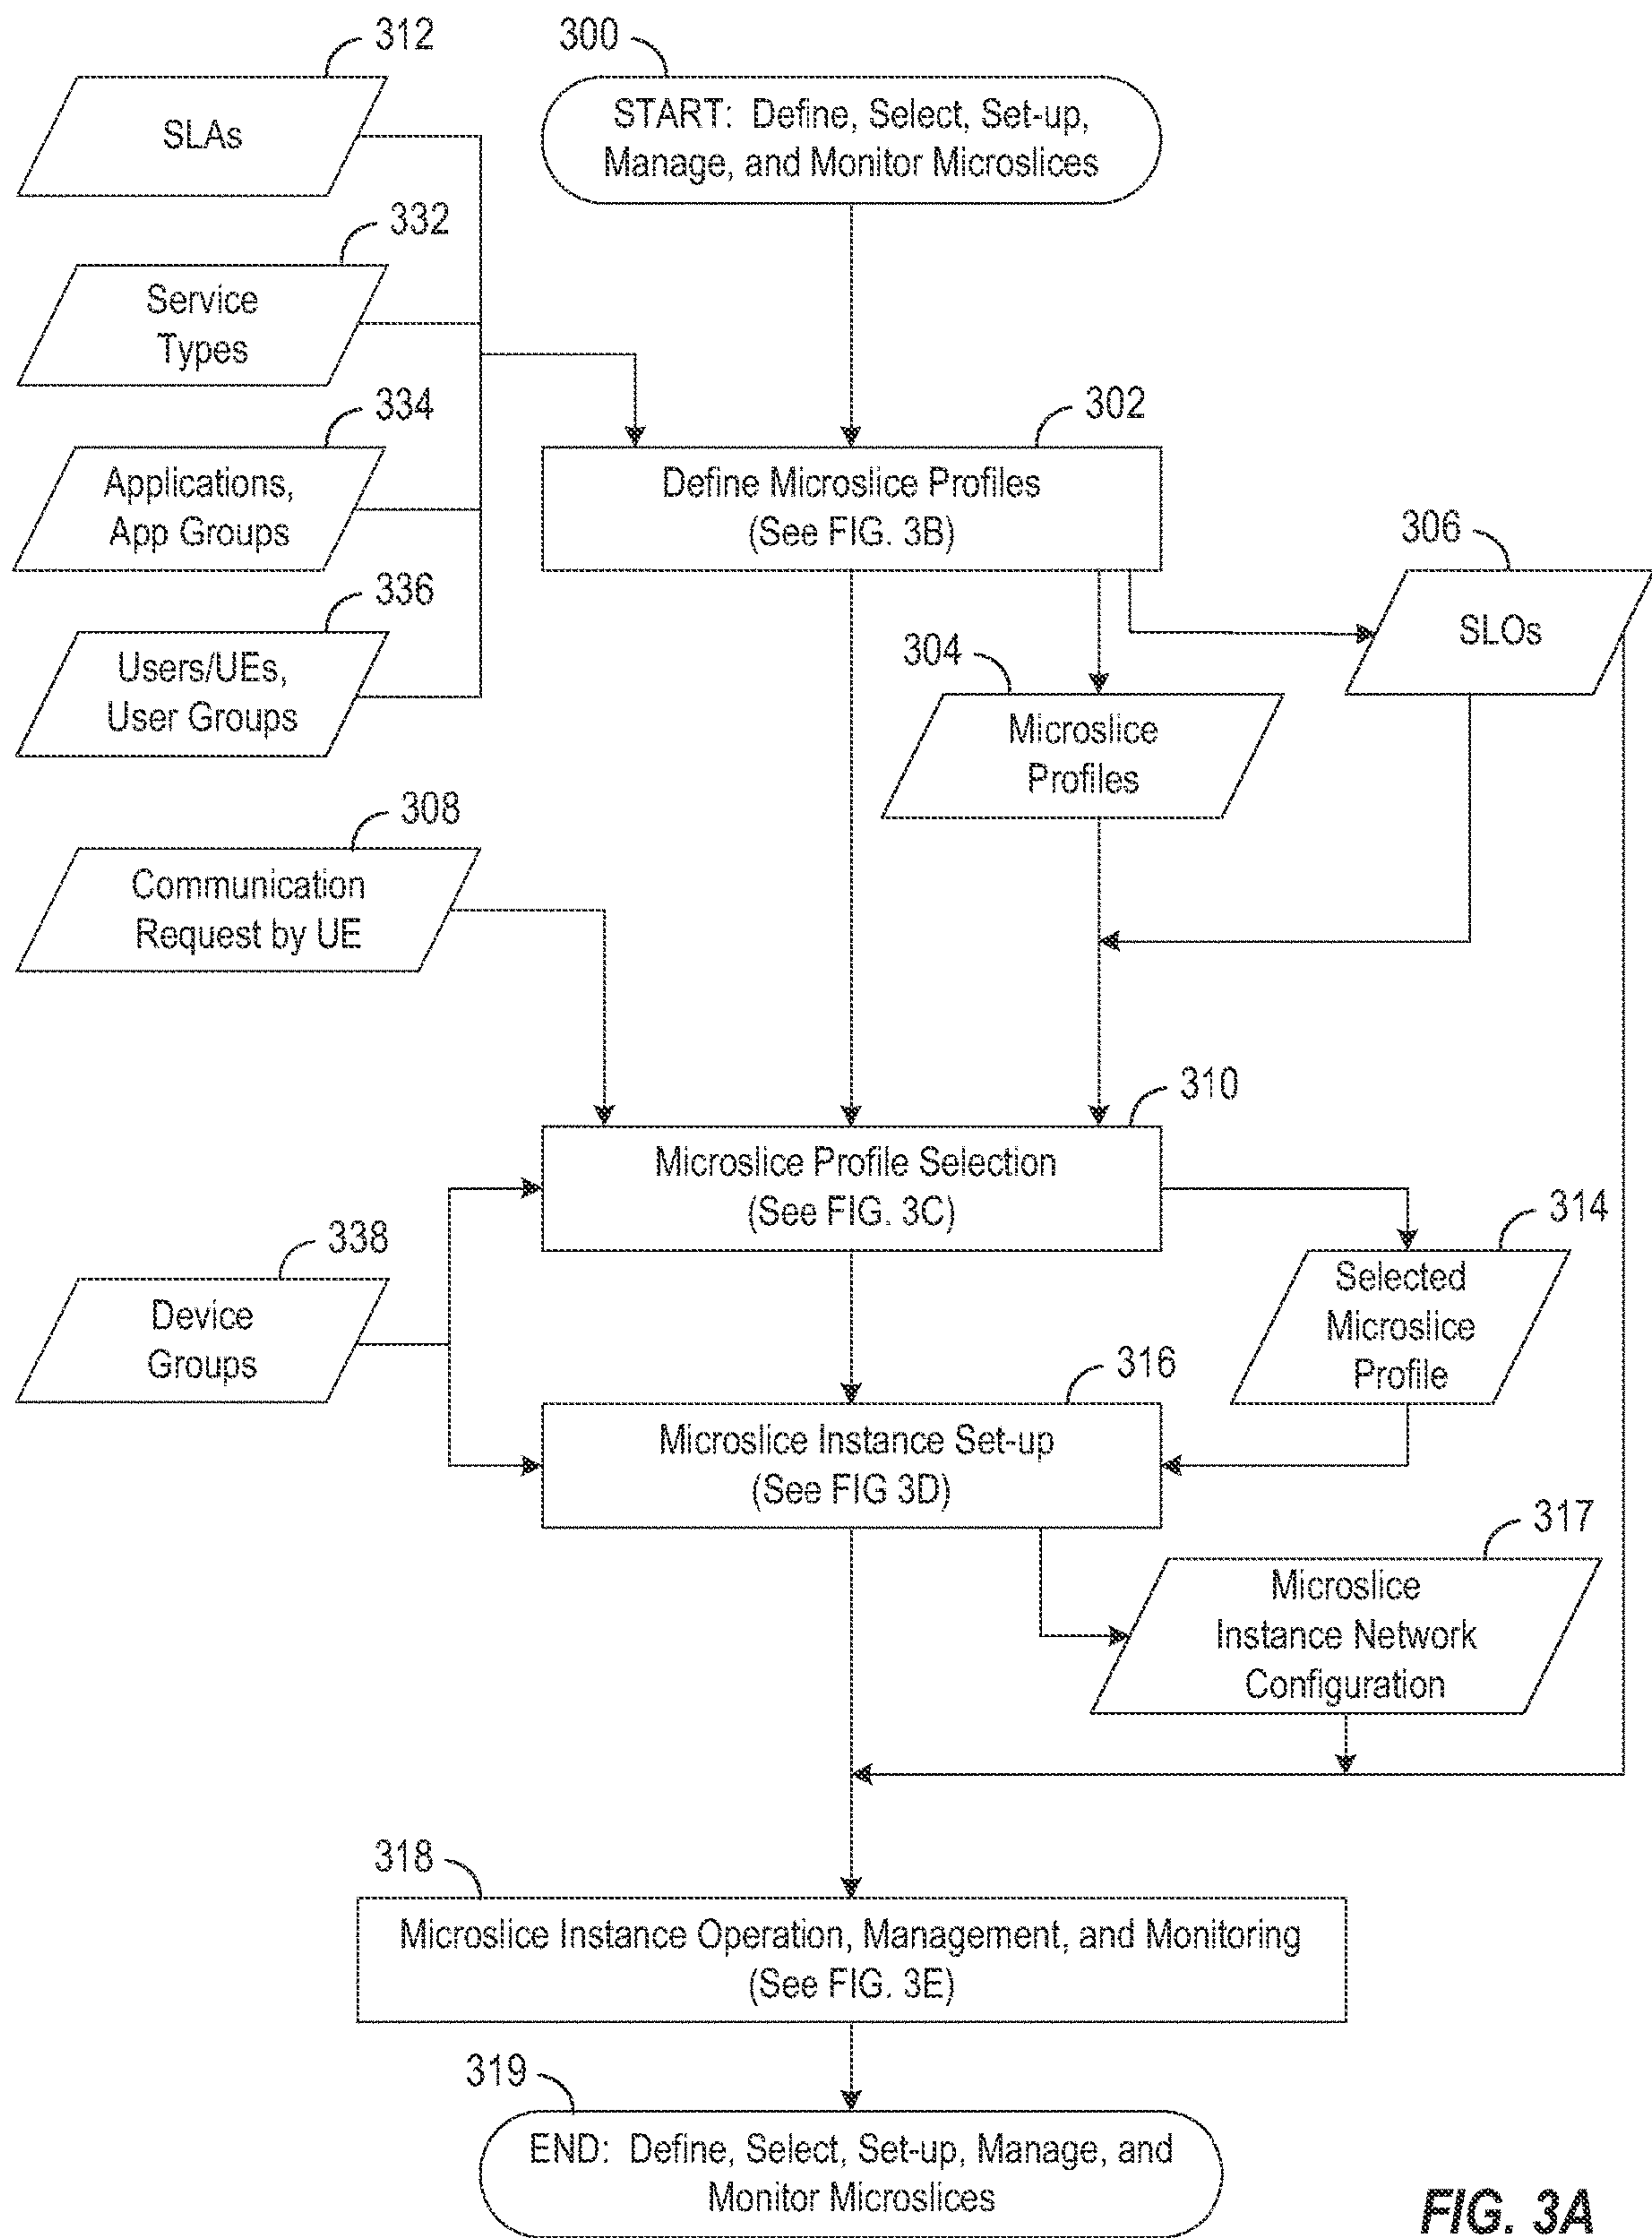 312
SLAs
300
START: Define, Select, Set-up,
Manage, and Monitor Microslices
332
Service
Types
334
Applications,
App Groups
302
Define Microslice Profiles
(See FIG. 3B)
306
SLOs
336
Users/UEs,
User Groups
304
Microslice
Profiles
308
Communication
Request by UE
310
Microslice Profile Selection
(See FIG. 3C)
338
Device
Groups
314
Selected
Microslice
Profile
316
Microslice Instance Set-up
(See FIG 3D)
317
Microslice
Instance Network
Configuration
318
Microslice Instance Operation, Management, and Monitoring
(See FIG. 3E)
319
END: Define, Select, Set-up, Manage, and
Monitor Microslices
FIG. 3A